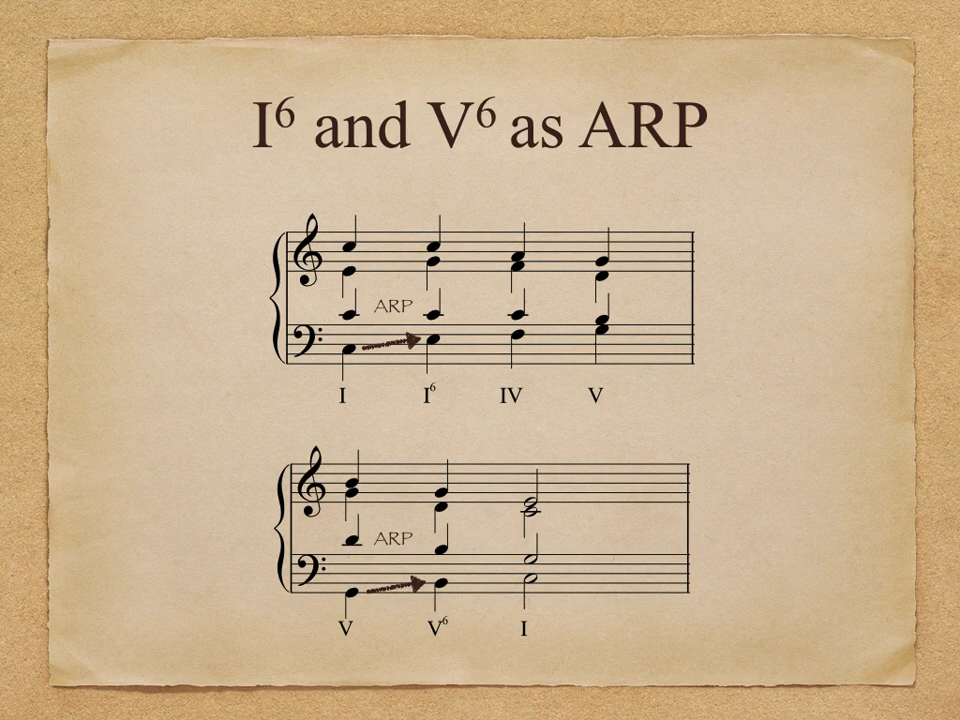 I⁶ and V⁶ as ARP
ARP
I I⁶ IV V
ARP
V V⁶ I